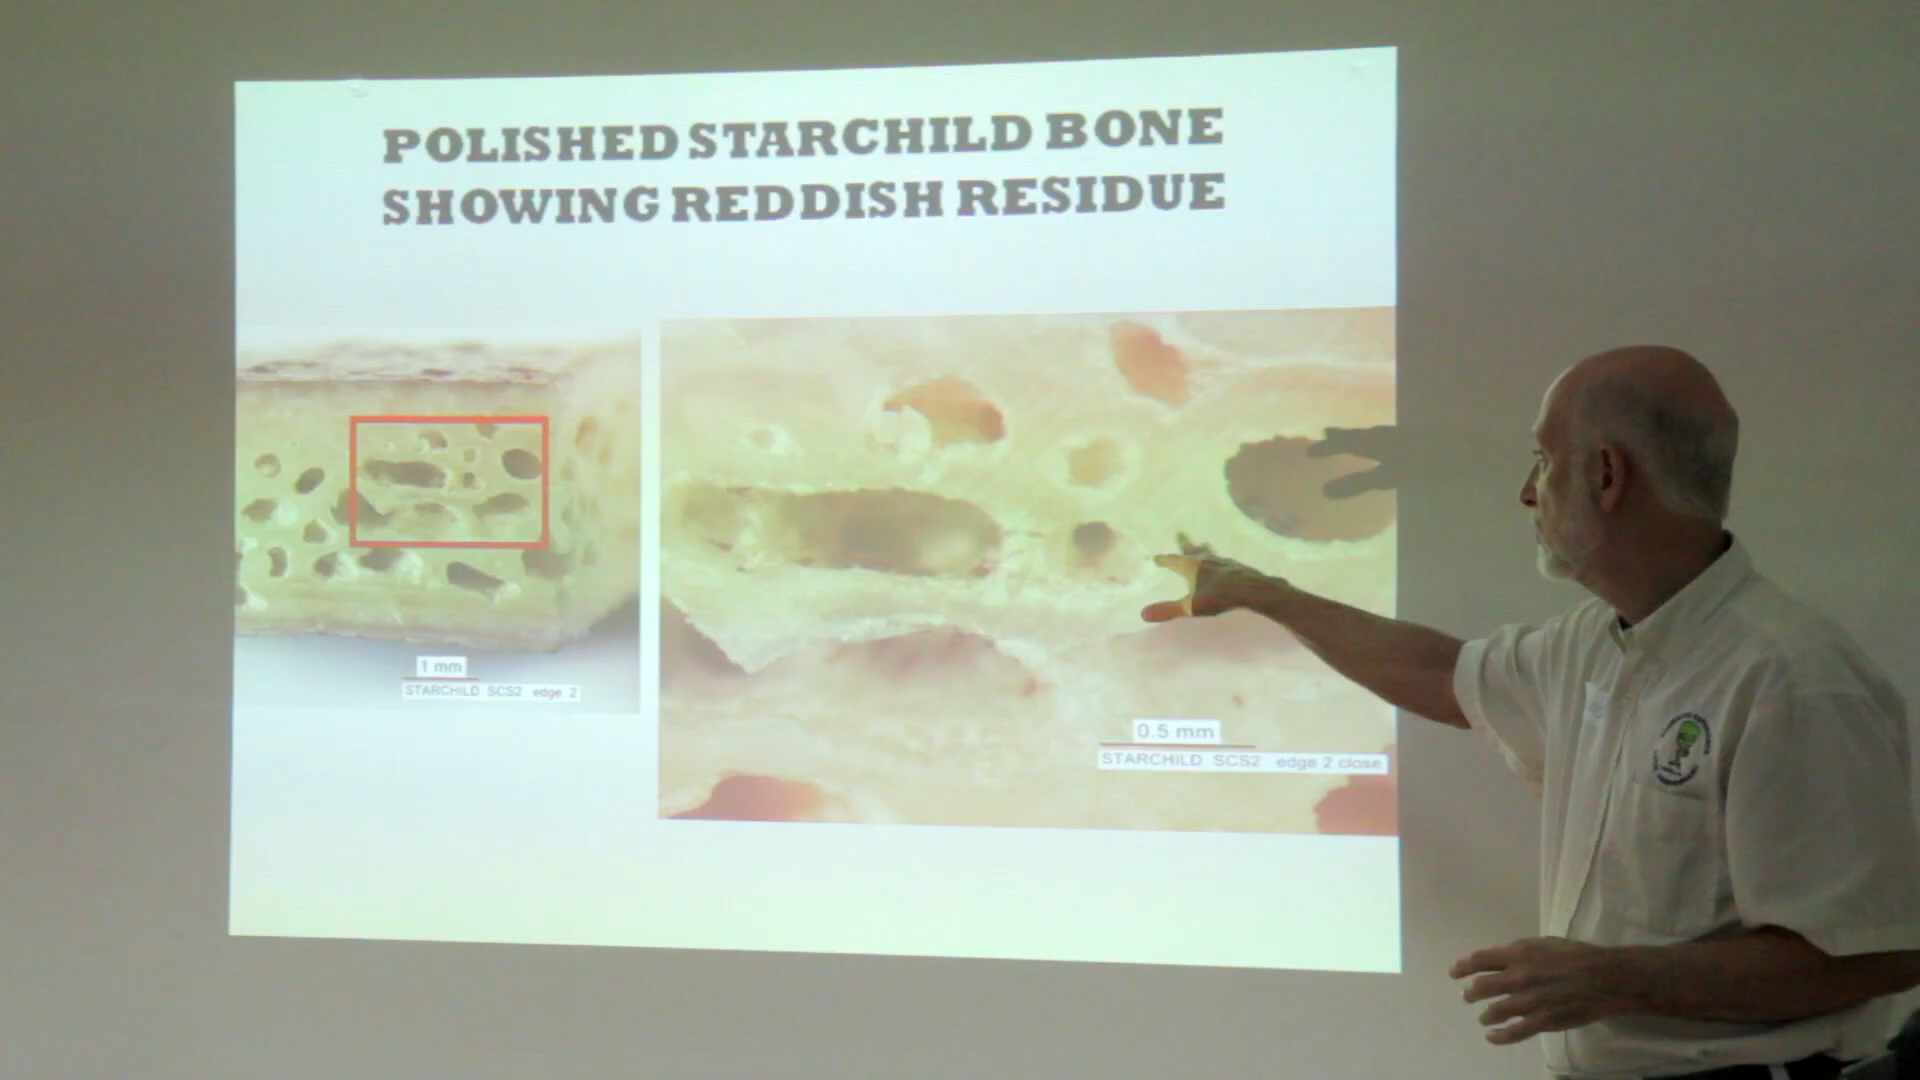 POLISHED STARCHILD BONE
SHOWING REDDISH RESIDUE
1 mm
STARCHILD SCS2 edge 2
0.5 mm
STARCHILD SCS2 edge 2 close